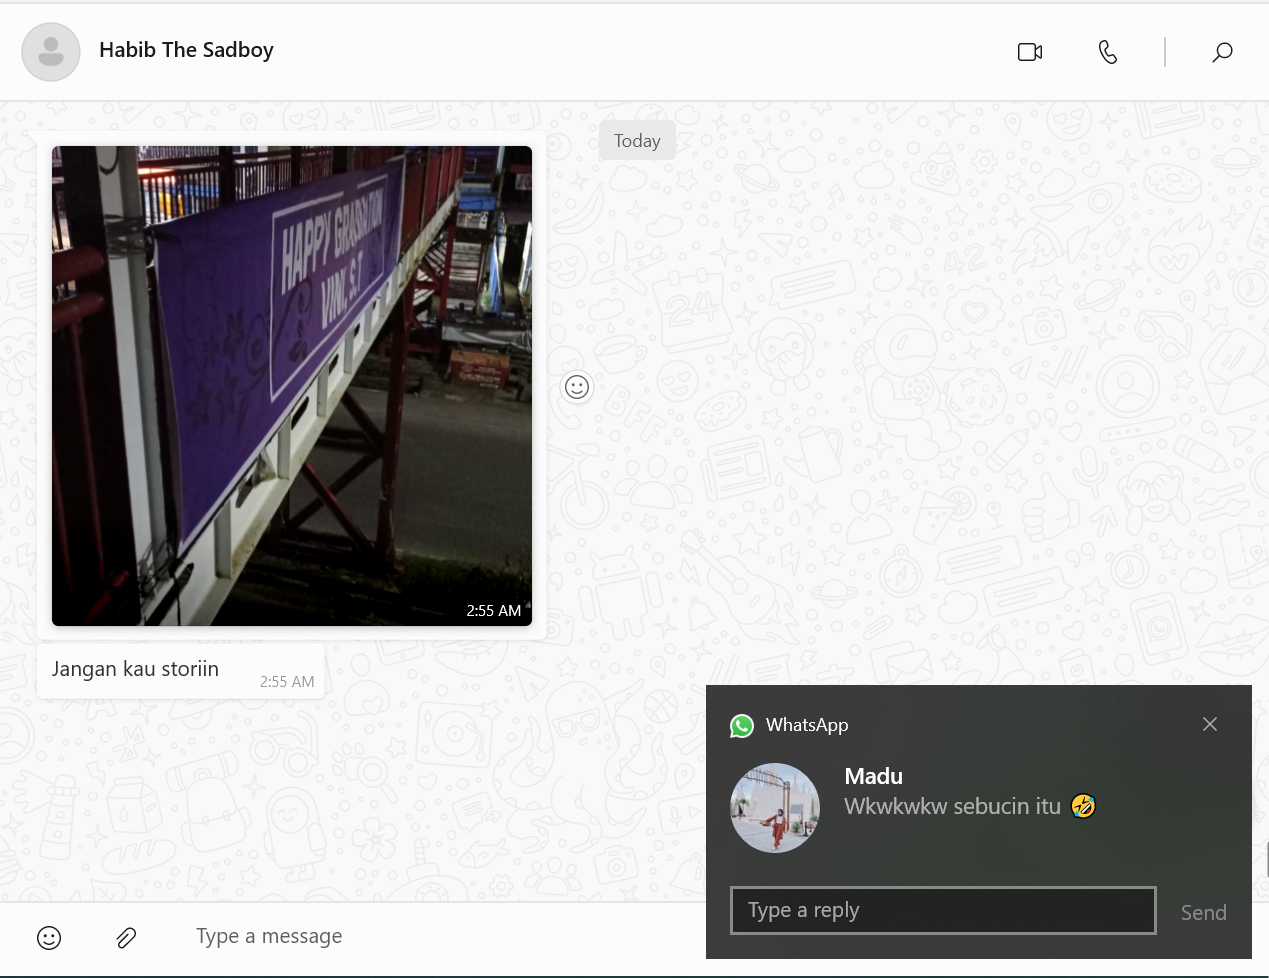 Habib The Sadboy
Today
HAPPY GRADUATION
VINI, S.T
2:55 AM
Jangan kau storiin
2:55 AM
WhatsApp
Madu
Wkwkwkw sebucin itu 🤣
Type a reply
Send
Type a message